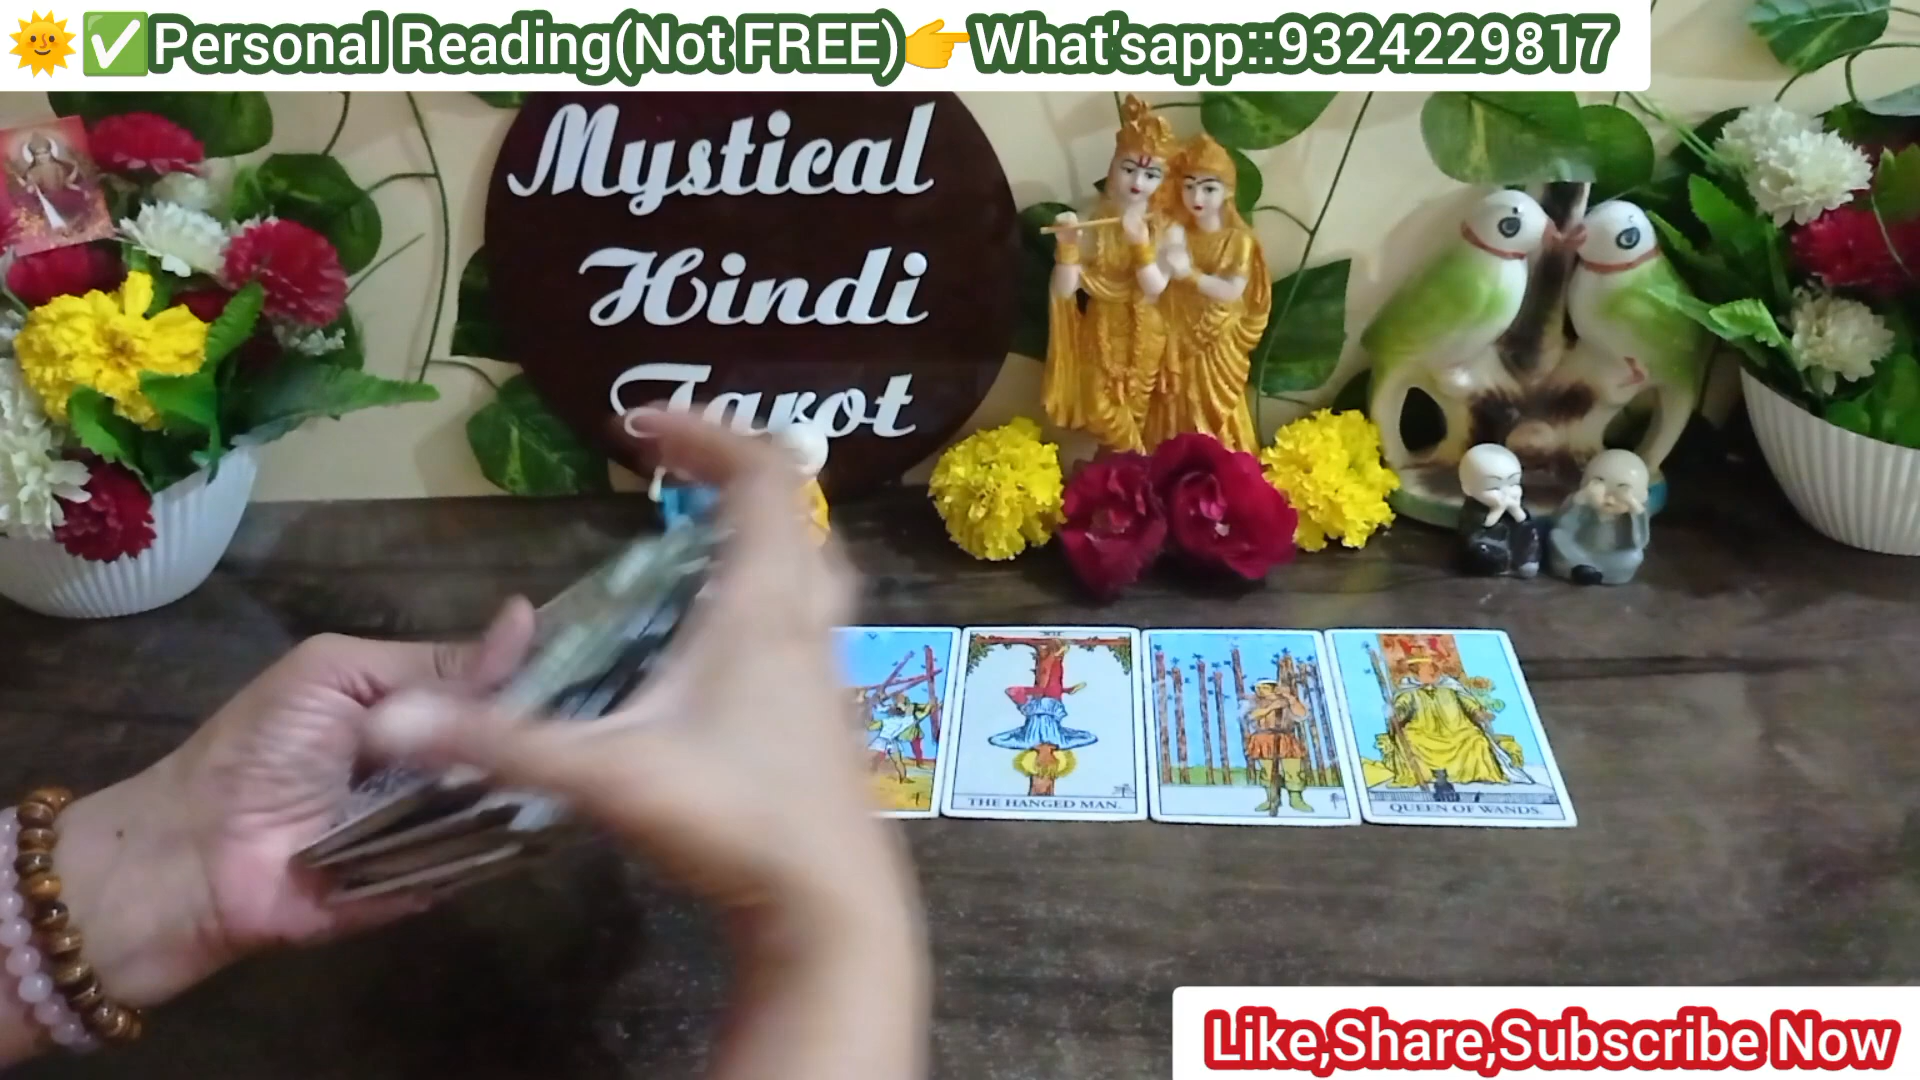 Personal Reading(Not FREE)👉What'sapp::9324229817
Mystical
Hindi
Tarot
THE HANGED MAN.
QUEEN OF WANDS.
Like,Share,Subscribe Now